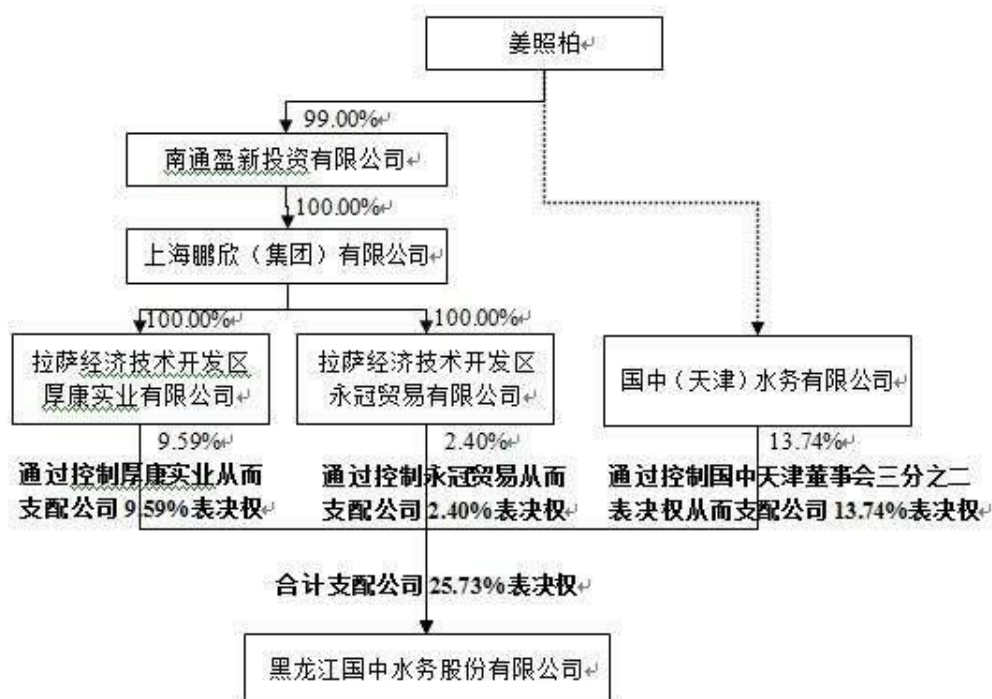 姜照柏
99.00%
南通盈新投资有限公司
100.00%
上海鹏欣（集团）有限公司
100.00%
100.00%
拉萨经济技术开发区
厚康实业有限公司
拉萨经济技术开发区
永冠贸易有限公司
国中（天津）水务有限公司
9.59%
2.40%
13.74%
通过控制厚康实业从而
支配公司 9.59%表决权
通过控制永冠贸易从而
支配公司 2.40%表决权
通过控制国中天津董事会三分之二
表决权从而支配公司 13.74%表决权
合计支配公司 25.73%表决权
黑龙江国中水务股份有限公司